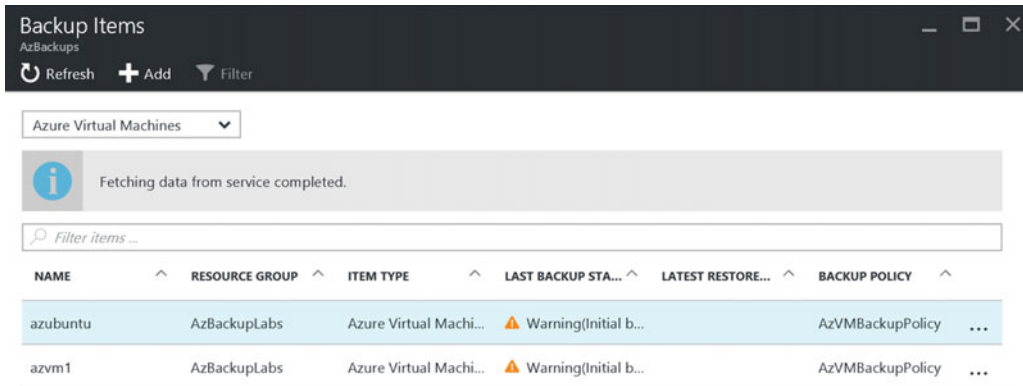 Backup Items
AzBackups
Refresh Add Filter
Azure Virtual Machines
Fetching data from service completed.
Filter items ...
NAME RESOURCE GROUP ITEM TYPE LAST BACKUP STA... LATEST RESTORE... BACKUP POLICY
azubuntu AzBackupLabs Azure Virtual Machi... Warning(Initial b... AzVMBackupPolicy ...
azvm1 AzBackupLabs Azure Virtual Machi... Warning(Initial b... AzVMBackupPolicy ...